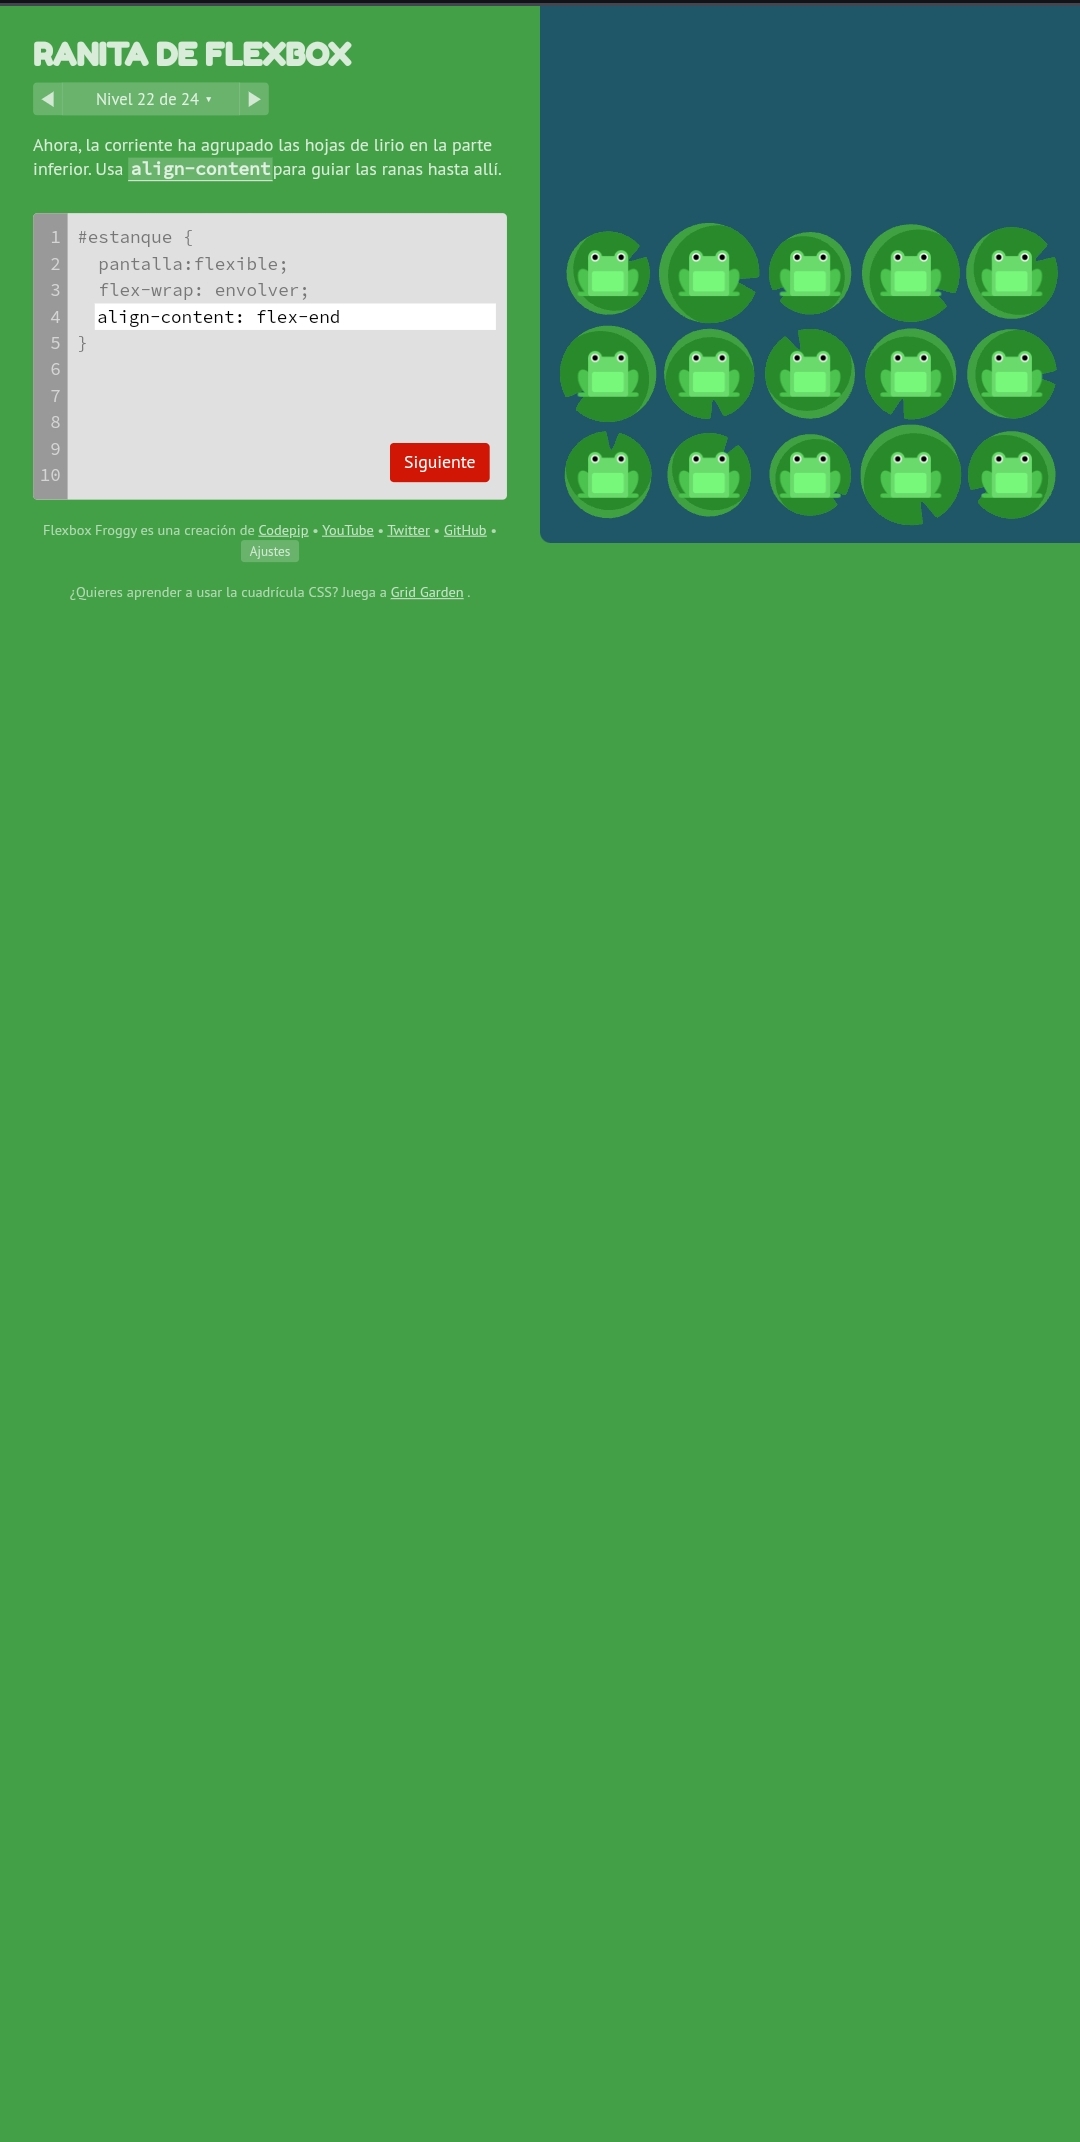 RANITA DE FLEXBOX
Nivel 22 de 24 ▾
Ahora, la corriente ha agrupado las hojas de lirio en la parte
inferior. Usa align-content para guiar las ranas hasta allí.
1 #estanque {
2 pantalla:flexible;
3 flex-wrap: envolver;
4 align-content: flex-end
5 }
6
7
8
9
10
Siguiente
Flexbox Froggy es una creación de Codepip • YouTube • Twitter • GitHub •
Ajustes
¿Quieres aprender a usar la cuadrícula CSS? Juega a Grid Garden .